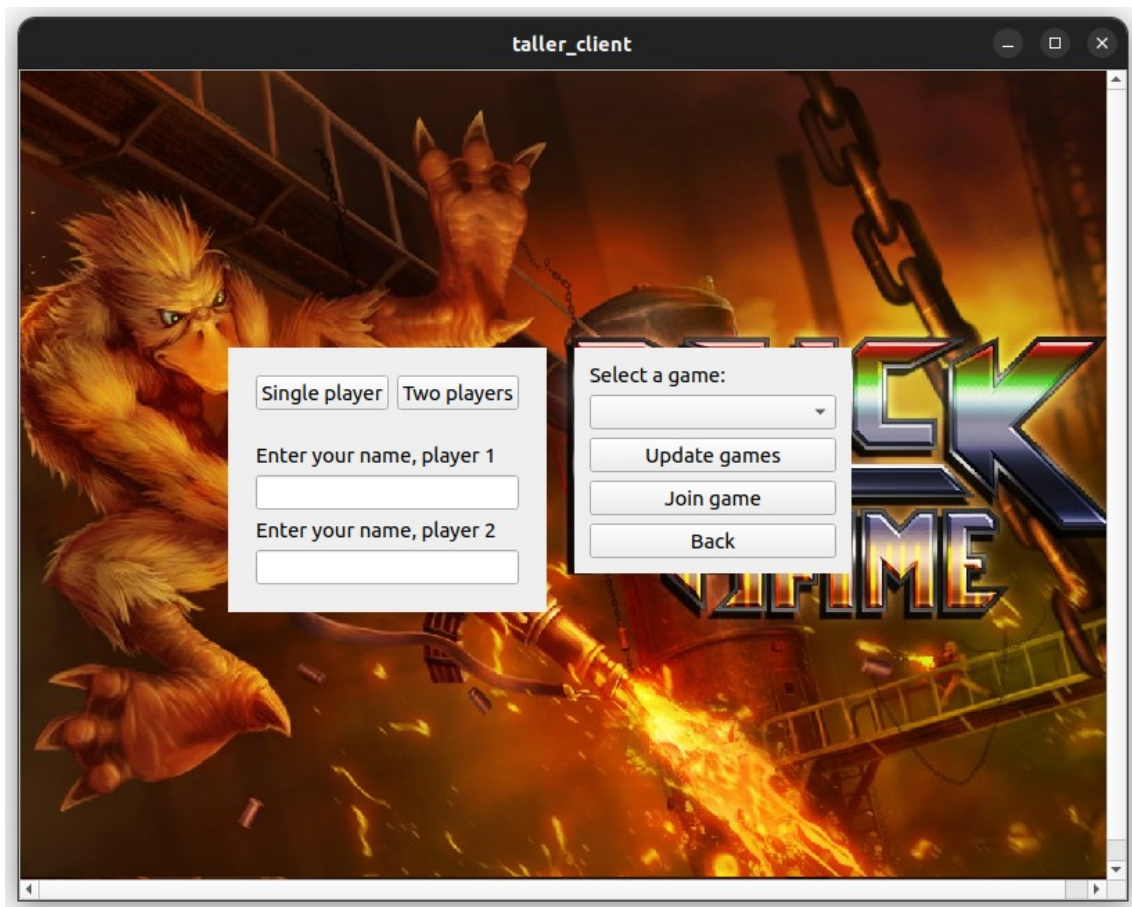 taller_client
Single player Two players
Enter your name, player 1
Enter your name, player 2
Select a game:
Update games
Join game
Back